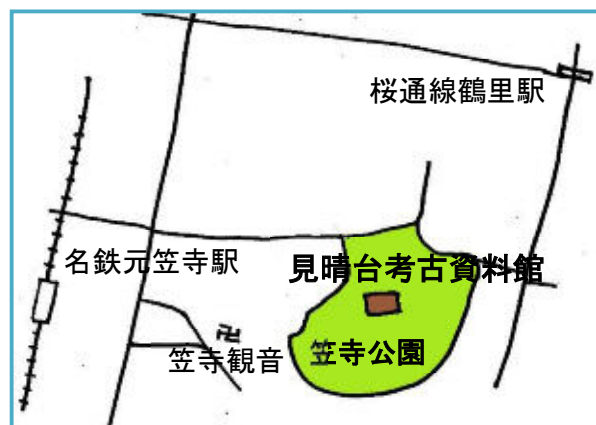 桜通線鶴里駅
名鉄元笠寺駅
見晴台考古資料館
卍
笠寺観音
笠寺公園